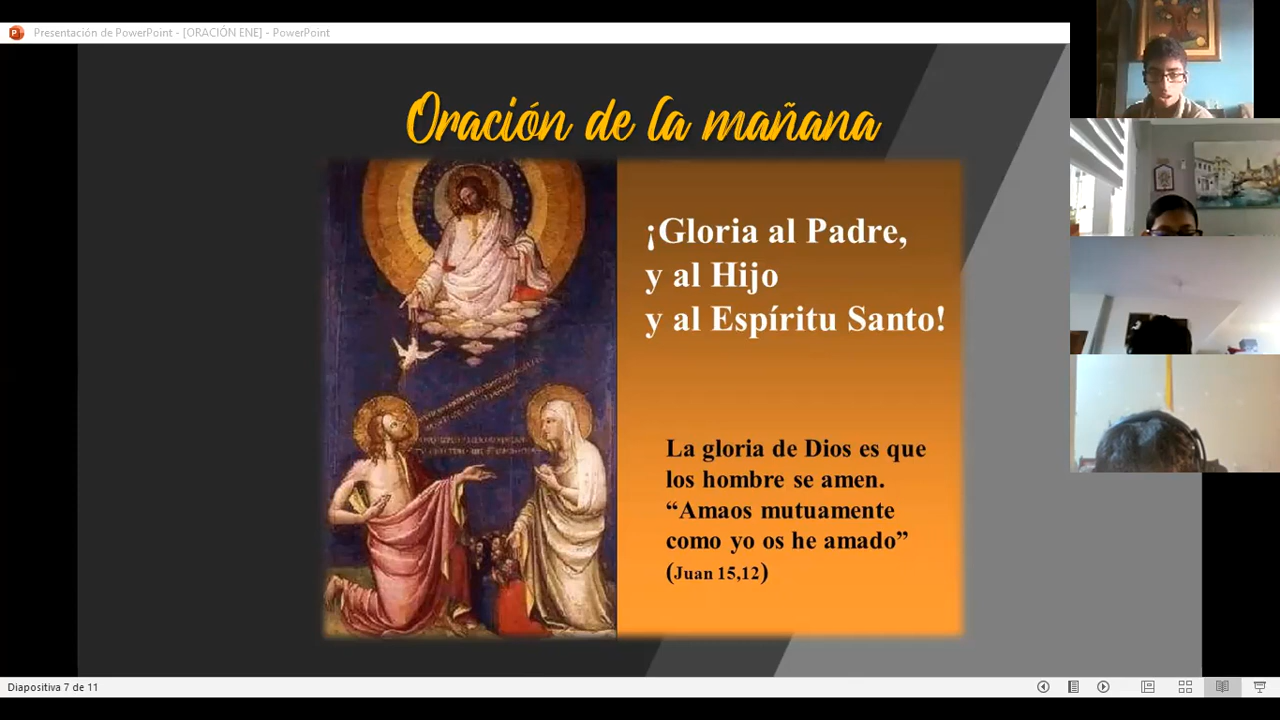 Presentación de PowerPoint - [ORACIÓN ENE] - PowerPoint
Oración de la mañana
¡Gloria al Padre,
y al Hijo
y al Espíritu Santo!
La gloria de Dios es que
los hombre se amen.
“Amaos mutuamente
como yo os he amado”
(Juan 15,12)
Diapositiva 7 de 11